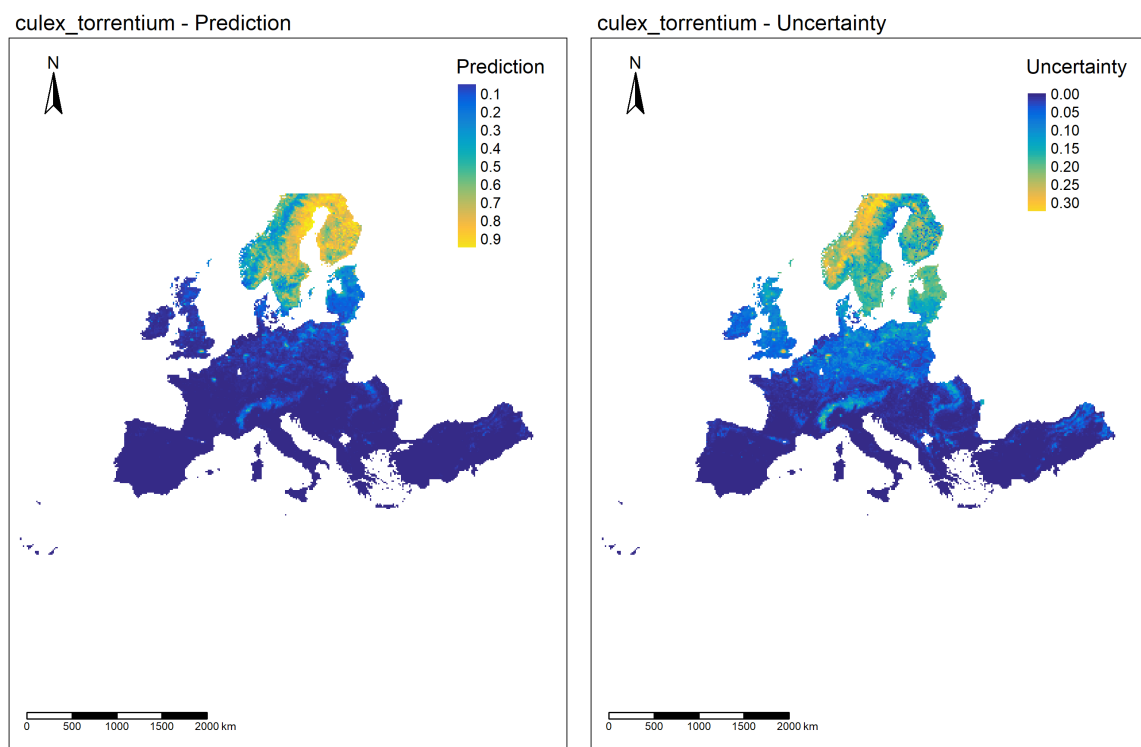 culex_torrentium - Prediction
N
Prediction
0.1
0.2
0.3
0.4
0.5
0.6
0.7
0.8
0.9
0 500 1000 1500 2000 km
culex_torrentium - Uncertainty
N
Uncertainty
0.00
0.05
0.10
0.15
0.20
0.25
0.30
0 500 1000 1500 2000 km